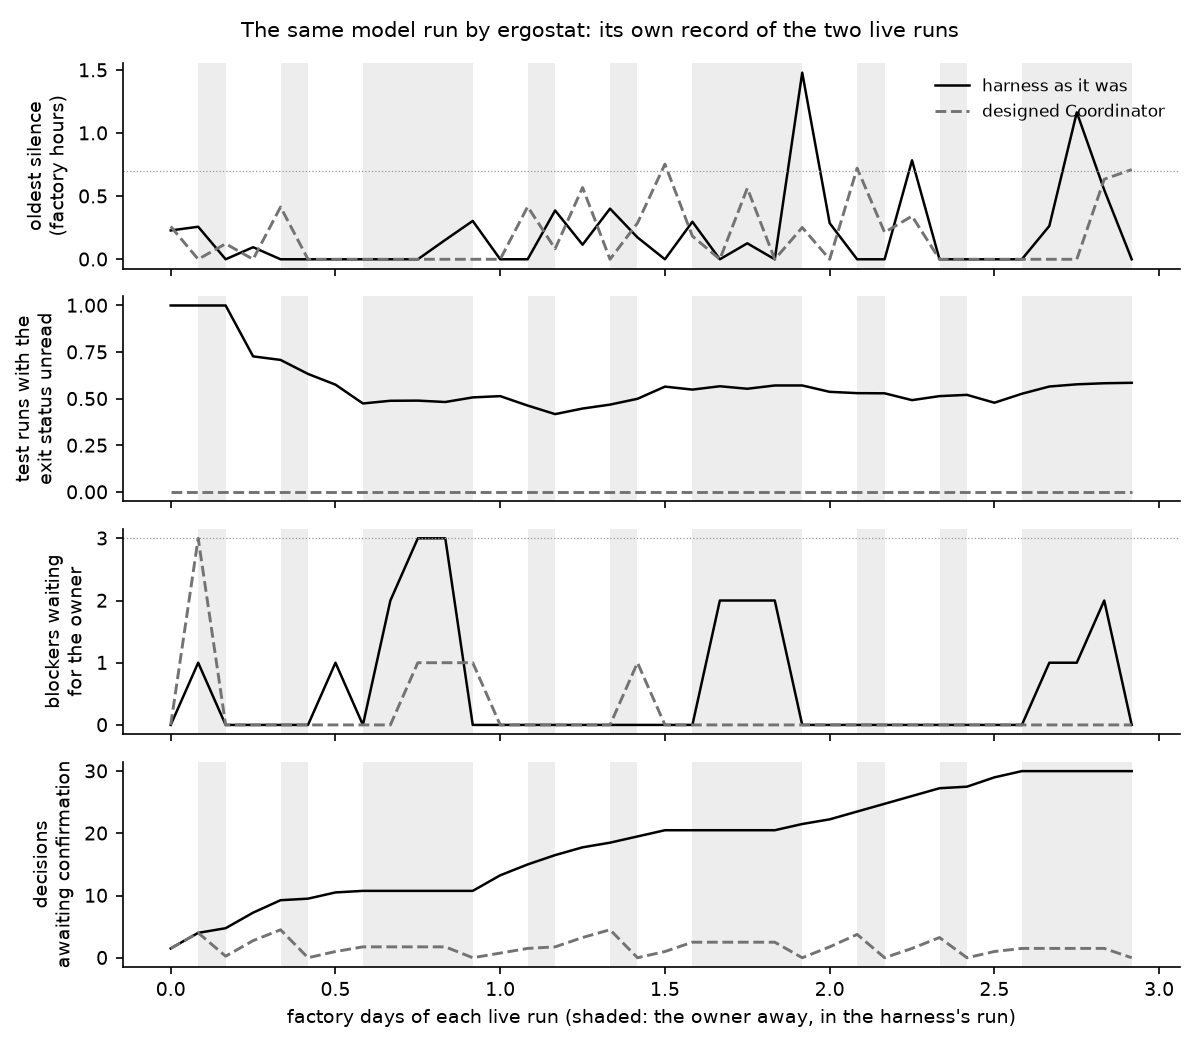 The same model run by ergostat: its own record of the two live runs
oldest silence
(factory hours)
1.5
1.0
0.5
0.0
harness as it was
designed Coordinator
test runs with the
exit status unread
1.00
0.75
0.50
0.25
0.00
blockers waiting
for the owner
3
2
1
0
decisions
awaiting confirmation
30
20
10
0
0.0 0.5 1.0 1.5 2.0 2.5 3.0
factory days of each live run (shaded: the owner away, in the harness's run)